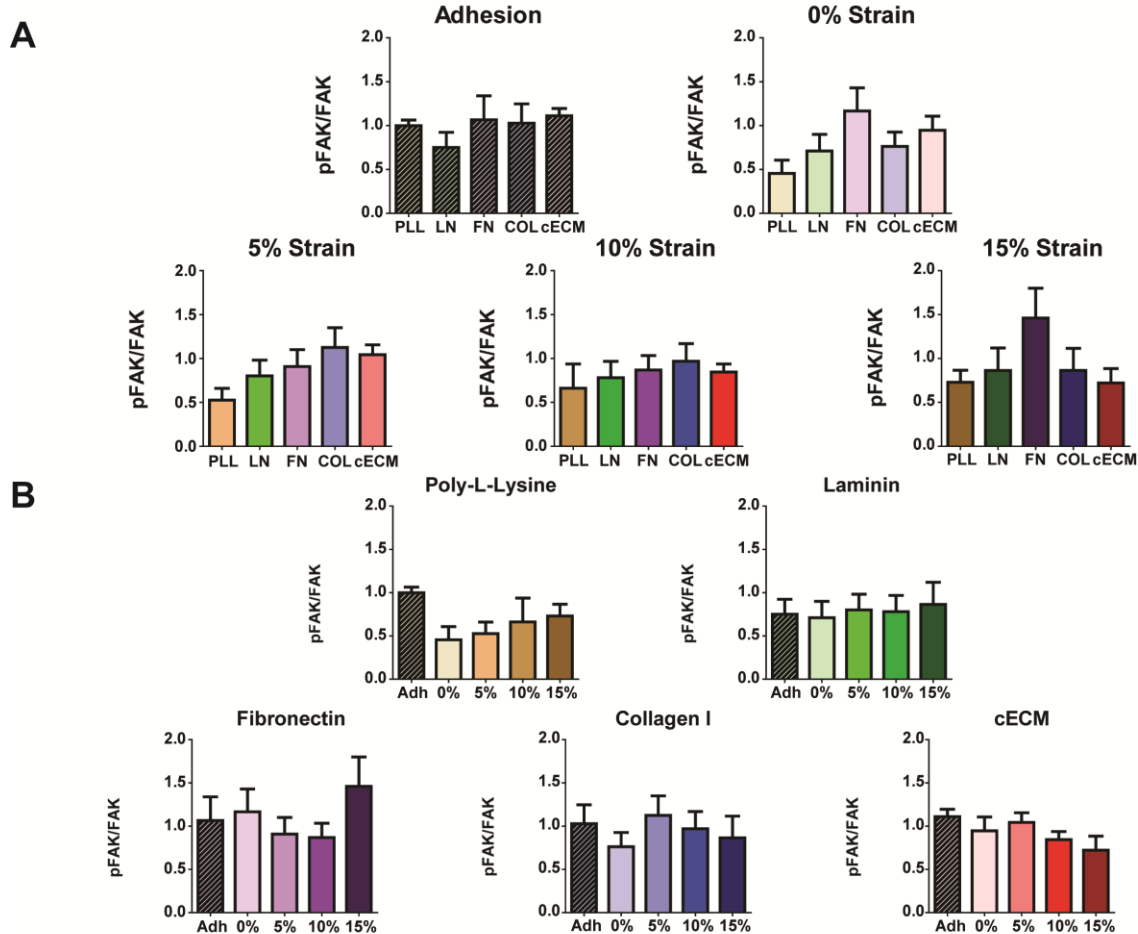 A
Adhesion
0% Strain
pFAK/FAK
2.0
1.5
1.0
0.5
0.0
PLL LN FN COL cECM
pFAK/FAK
2.0
1.5
1.0
0.5
0.0
PLL LN FN COL cECM
5% Strain
10% Strain
15% Strain
pFAK/FAK
2.0
1.5
1.0
0.5
0.0
PLL LN FN COL cECM
pFAK/FAK
2.0
1.5
1.0
0.5
0.0
PLL LN FN COL cECM
pFAK/FAK
2.0
1.5
1.0
0.5
0.0
PLL LN FN COL cECM
B
Poly-L-Lysine
Laminin
pFAK/FAK
2.0
1.5
1.0
0.5
0.0
Adh 0% 5% 10% 15%
pFAK/FAK
2.0
1.5
1.0
0.5
0.0
Adh 0% 5% 10% 15%
Fibronectin
Collagen I
cECM
pFAK/FAK
2.0
1.5
1.0
0.5
0.0
Adh 0% 5% 10% 15%
pFAK/FAK
2.0
1.5
1.0
0.5
0.0
Adh 0% 5% 10% 15%
pFAK/FAK
2.0
1.5
1.0
0.5
0.0
Adh 0% 5% 10% 15%